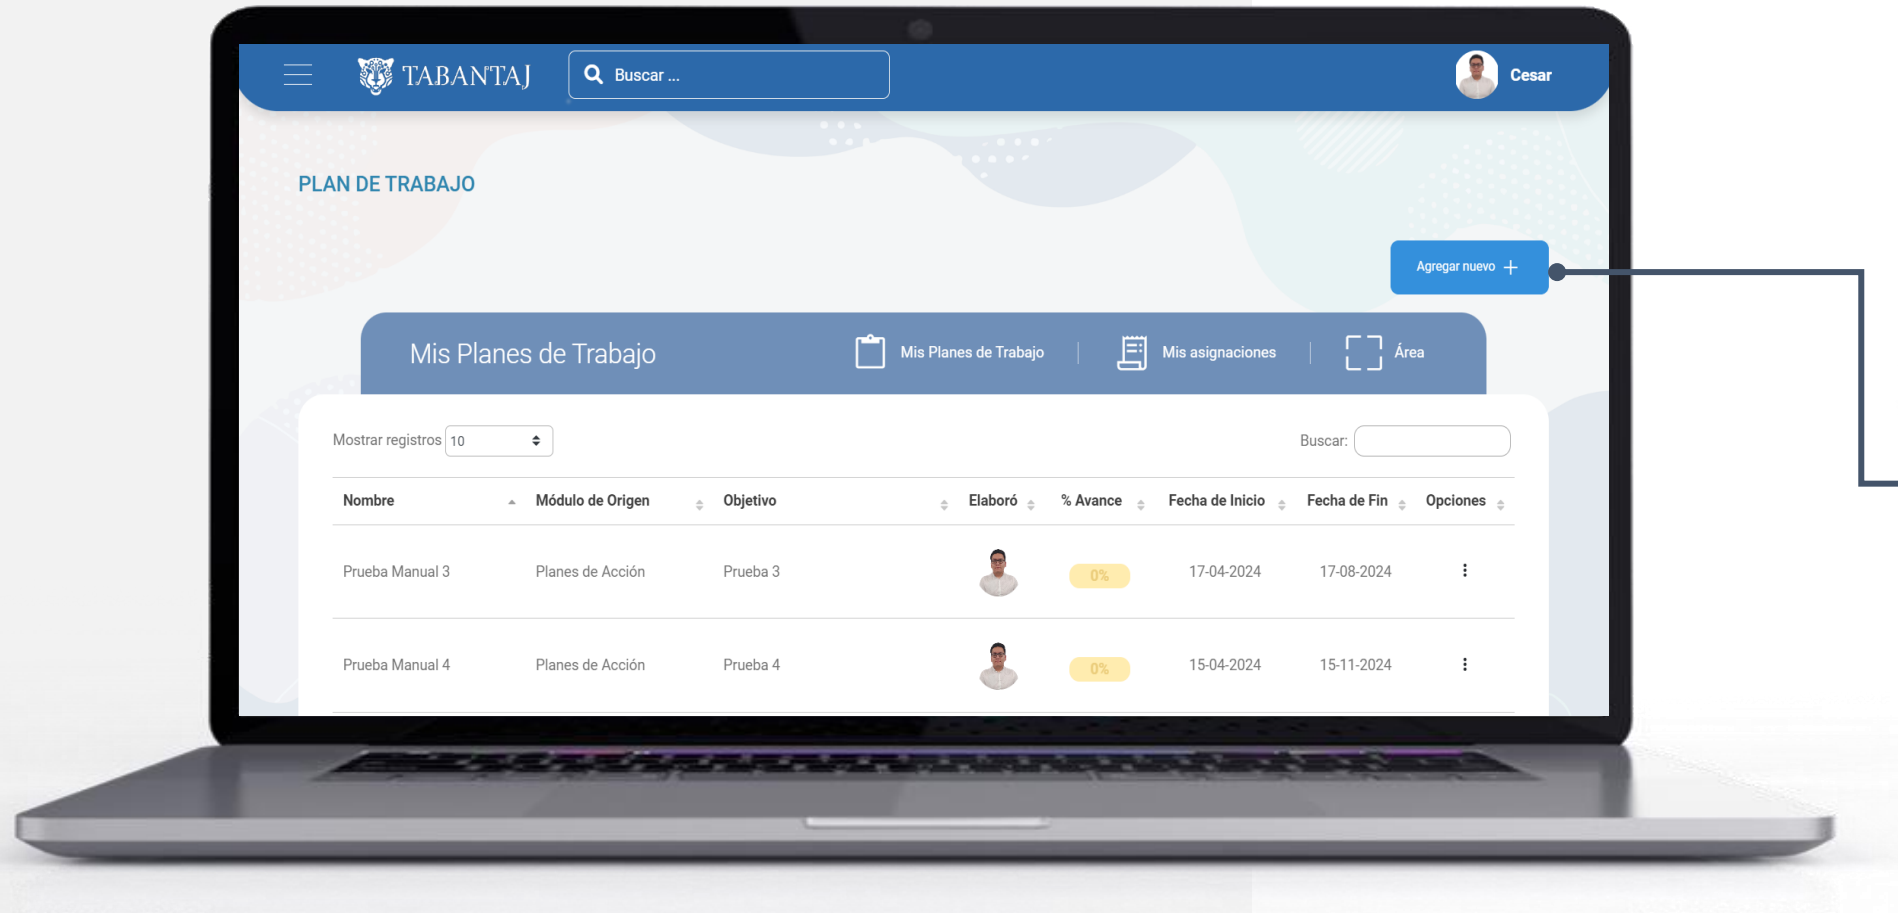 TABANTAJ
Buscar ...
Cesar
PLAN DE TRABAJO
Agregar nuevo
Mis Planes de Trabajo
Mis Planes de Trabajo
Mis asignaciones
Área
Mostrar registros 10
Buscar:
Nombre Módulo de Origen Objetivo Elaboró % Avance Fecha de Inicio Fecha de Fin Opciones
Prueba Manual 3 Planes de Acción Prueba 3 0% 17-04-2024 17-08-2024
Prueba Manual 4 Planes de Acción Prueba 4 0% 15-04-2024 15-11-2024